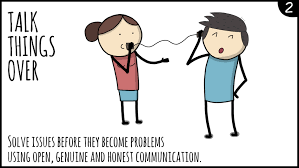 2
TALK
THINGS
OVER
SOLVE ISSUES BEFORE THEY BECOME PROBLEMS
USING OPEN, GENUINE AND HONEST COMMUNICATION.